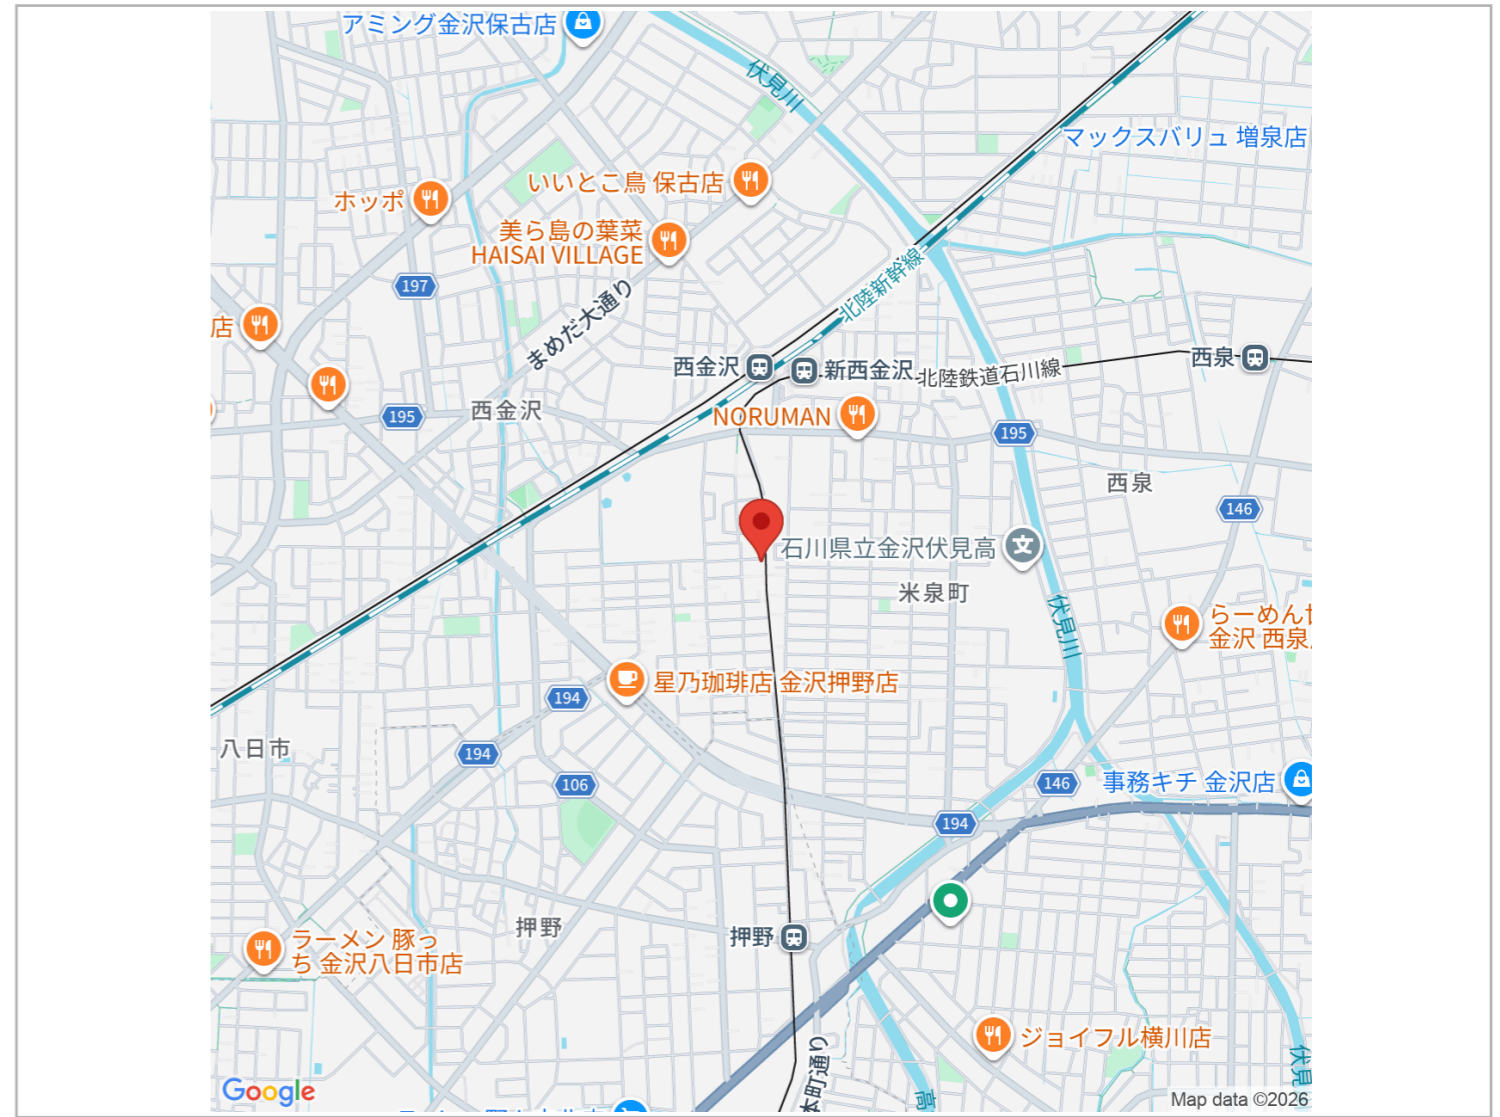 アミング金沢保古店
伏見川
マックスバリュ 増泉店
いいとこ鳥 保古店
ホッポ
美ら島の葉菜
HAISAI VILLAGE
北陸新幹線
197
まめだ大通り
店
西金沢
新西金沢
北陸鉄道石川線
西泉
195
西金沢
NORUMAN
195
西泉
146
石川県立金沢伏見高
米泉町
伏見川
らーめん
金沢 西泉
星乃珈琲店 金沢押野店
194
八日市
194
106
146
事務キチ 金沢店
194
押野
押野
ラーメン 豚っ
ち 金沢八日市店
ジョイフル横川店
本町通り
伏見
高
Google
Map data ©2026